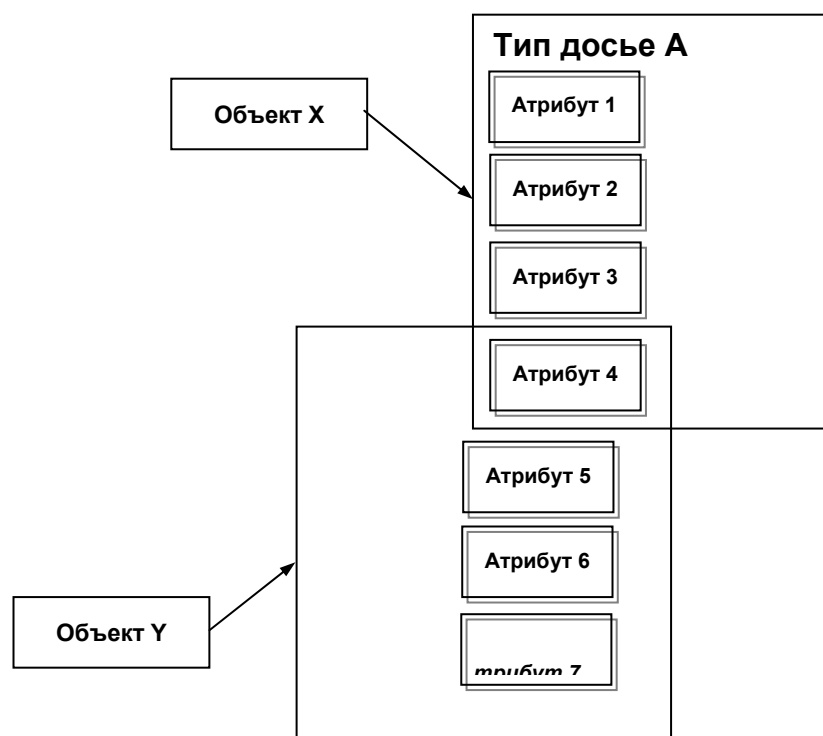 Тип досье А
Объект X
Атрибут 1
Атрибут 2
Атрибут 3
Атрибут 4
Атрибут 5
Атрибут 6
Объект Y
трибут 7